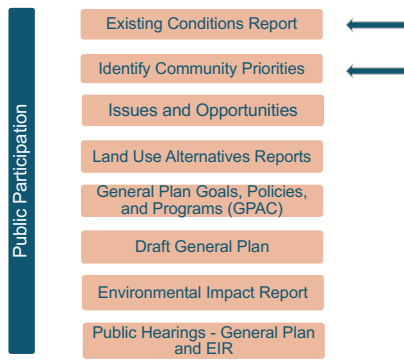 Public Participation
Existing Conditions Report
Identify Community Priorities
Issues and Opportunities
Land Use Alternatives Reports
General Plan Goals, Policies,
and Programs (GPAC)
Draft General Plan
Environmental Impact Report
Public Hearings - General Plan
and EIR